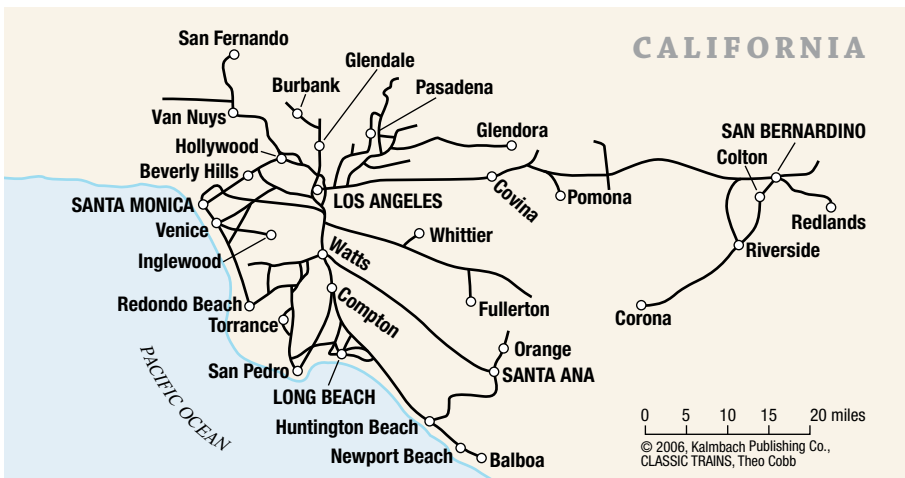 CALIFORNIA
San Fernando
Glendale
Burbank
Pasadena
Van Nuys
Glendora
SAN BERNARDINO
Hollywood
Colton
Beverly Hills
LOS ANGELES
Covina
Pomona
SANTA MONICA
Redlands
Venice
Whittier
Watts
Riverside
Inglewood
Redondo Beach
Compton
Fullerton
Corona
Torrance
Orange
PACIFIC OCEAN
San Pedro
SANTA ANA
LONG BEACH
Huntington Beach
Newport Beach
Balboa
0 5 10 15 20 miles
© 2006, Kalmbach Publishing Co.,
CLASSIC TRAINS, Theo Cobb